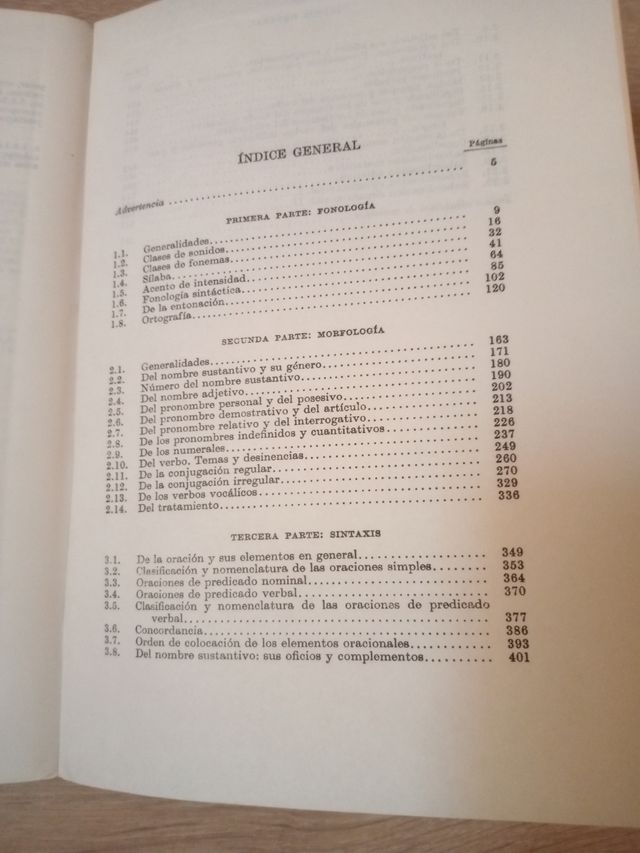 ÍNDICE GENERAL
Páginas
Advertencia .......... 5
PRIMERA PARTE: FONOLOGÍA
1.1. Generalidades.......... 9
1.2. Clases de sonidos.......... 16
1.3. Clases de fonemas.......... 32
1.4. Sílaba.......... 41
1.5. Acento de intensidad.......... 64
1.6. Fonología sintáctica.......... 85
1.7. De la entonación.......... 102
1.8. Ortografía.......... 120
SEGUNDA PARTE: MORFOLOGÍA
2.1. Generalidades.......... 163
2.2. Del nombre sustantivo y su género.......... 171
2.3. Número del nombre sustantivo.......... 180
2.4. Del nombre adjetivo.......... 190
2.5. Del pronombre personal y del posesivo.......... 202
2.6. Del pronombre demostrativo y del artículo.......... 213
2.7. Del pronombre relativo y del interrogativo.......... 218
2.8. De los pronombres indefinidos y cuantitativos.......... 226
2.9. De los numerales.......... 237
2.10. Del verbo. Temas y desinencias.......... 249
2.11. De la conjugación regular.......... 260
2.12. De la conjugación irregular.......... 270
2.13. De los verbos vocálicos.......... 329
2.14. Del tratamiento.......... 336
TERCERA PARTE: SINTAXIS
3.1. De la oración y sus elementos en general.......... 349
3.2. Clasificación y nomenclatura de las oraciones simples.......... 353
3.3. Oraciones de predicado nominal.......... 364
3.4. Oraciones de predicado verbal.......... 370
3.5. Clasificación y nomenclatura de las oraciones de predicado
verbal.......... 377
3.6. Concordancia.......... 386
3.7. Orden de colocación de los elementos oracionales.......... 393
3.8. Del nombre sustantivo: sus oficios y complementos.......... 401